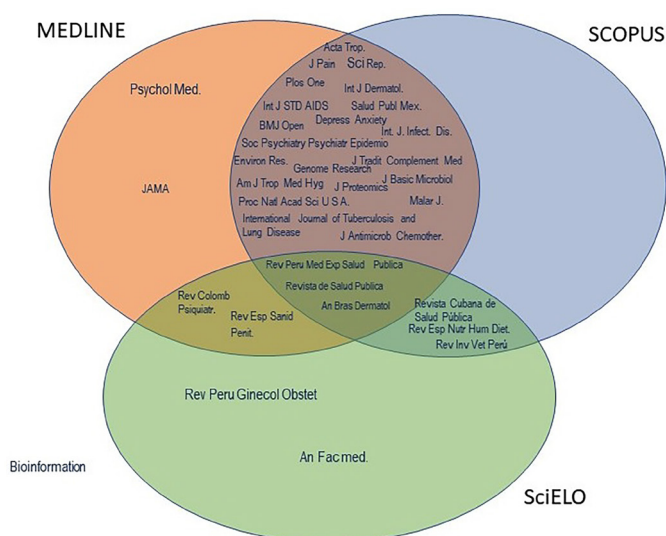 MEDLINE
SCOPUS
Acta Trop.
J Pain Sci Rep.
Psychol Med.
Plos One
Int J Dermatol.
Int J STD AIDS
Salud Publ Mex.
BMJ Open
Depress Anxiety
Int. J. Infect. Dis.
Soc Psychiatry Psychiatr Epidemio
Environ Res.
J Tradit Complement Med
Genome Research
Am J Trop Med Hyg
J Proteomics
J Basic Microbiol
JAMA
Proc Natl Acad Sci U S A.
Malar J.
International Journal of Tuberculosis and
Lung Disease
J Antimicrob Chemother.
Rev Peru Med Exp Salud Publica
Revista de Salud Publica
An Bras Dermatol
Rev Colomb
Psiquiatr.
Rev Esp Sanid
Penit.
Revista Cubana de
Salud Pública
Rev Esp Nutr Hum Diet.
Rev Inv Vet Perú
Rev Peru Ginecol Obstet
An Fac med.
Bioinformation
SciELO